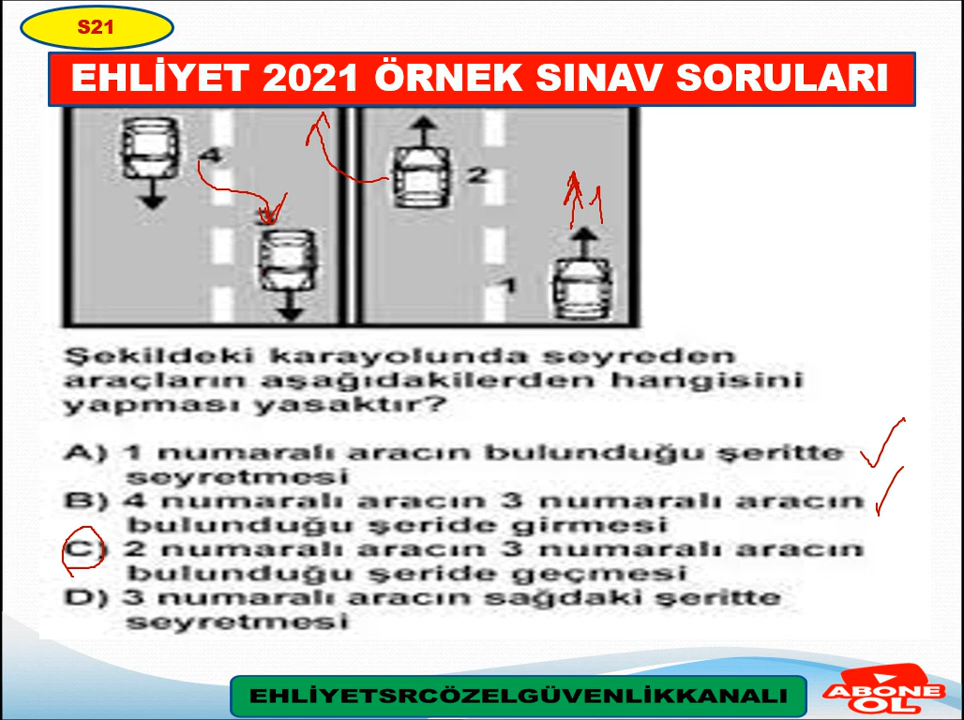 S21
EHLİYET 2021 ÖRNEK SINAV SORULARI
4
2
3
1
1
Şekildeki karayolunda seyreden
araçların aşağıdakilerden hangisini
yapması yasaktır?
A) 1 numaralı aracın bulunduğu şeritte
seyretmesi
B) 4 numaralı aracın 3 numaralı aracın
bulunduğu şeride girmesi
C) 2 numaralı aracın 3 numaralı aracın
bulunduğu şeride geçmesi
D) 3 numaralı aracın sağdaki şeritte
seyretmesi
EHLİYETSRCÖZELGÜVENLİKKANALI
ABONE
OL